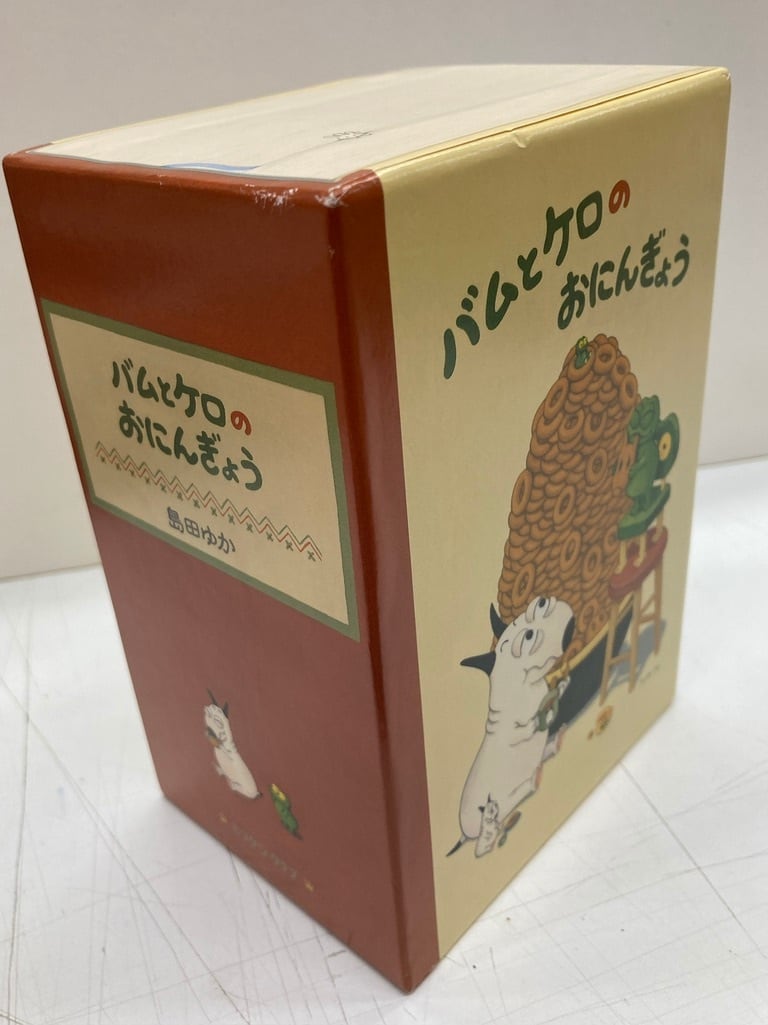 バムとケロの
おにんぎょう
島田ゆか
バムとケロの
おにんぎょう